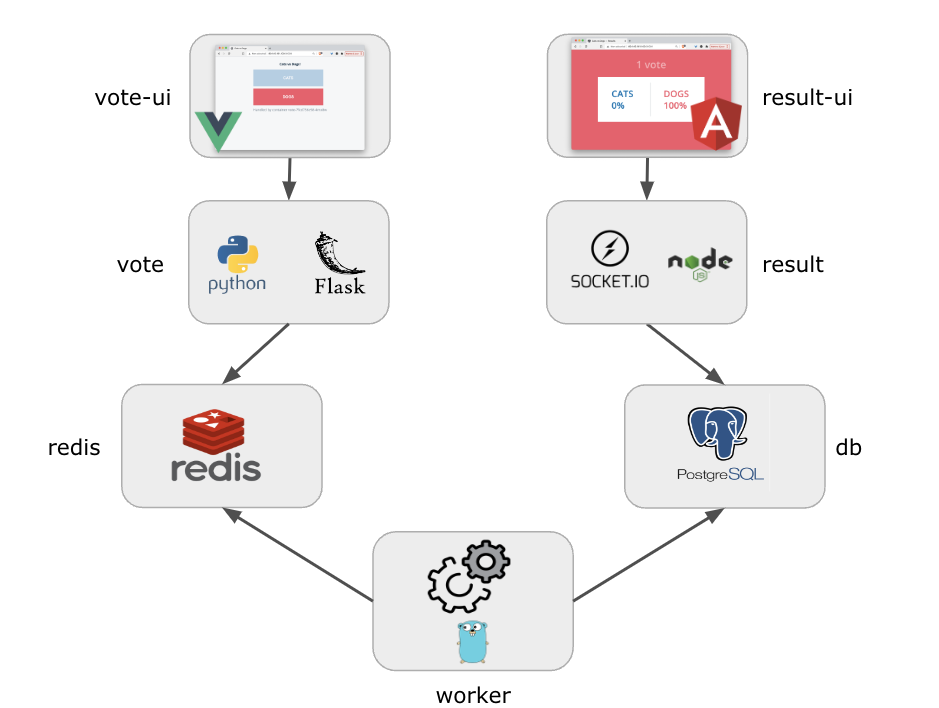 vote-ui
Cats vs Dogs!
CATS
DOGS
result-ui
1 vote
CATS
0%
DOGS
100%
A
vote
python
Flask
SOCKET.IO
node
JS
result
redis
redis
PostgreSQL
db
worker